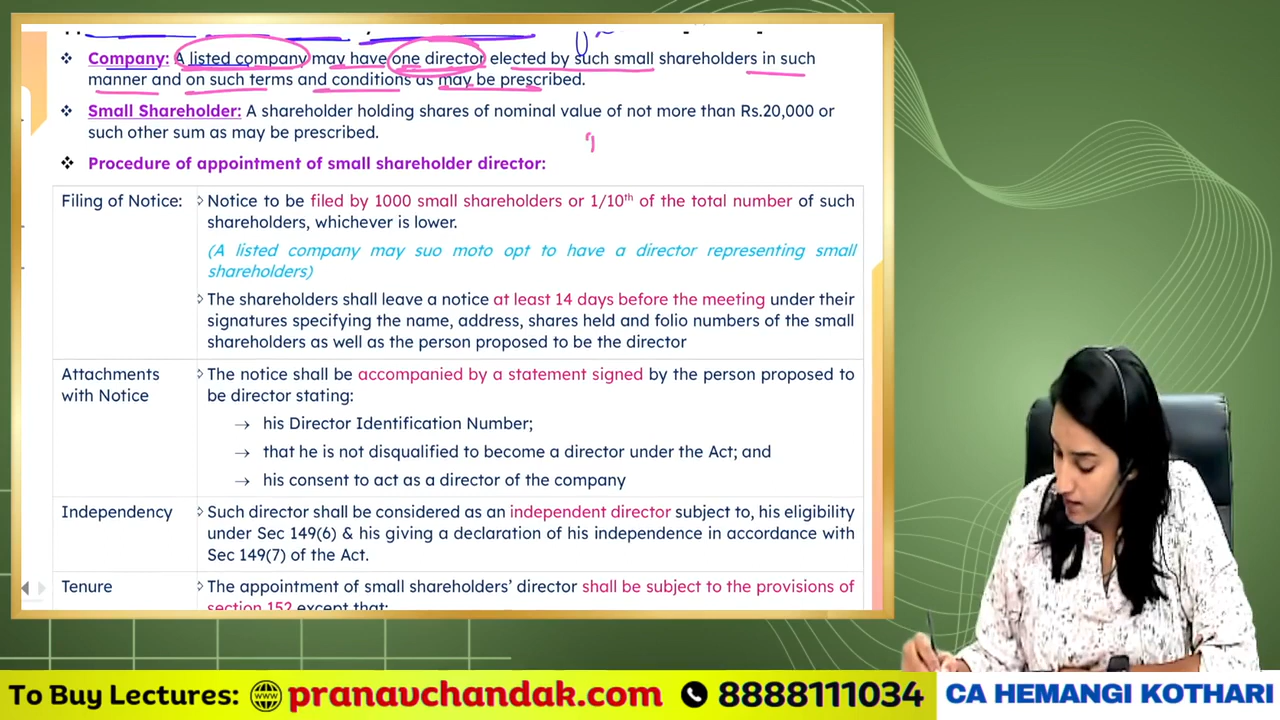 ❖ Company: A listed company may have one director elected by such small shareholders in such
manner and on such terms and conditions as may be prescribed.
❖ Small Shareholder: A shareholder holding shares of nominal value of not more than Rs.20,000 or
such other sum as may be prescribed.
❖ Procedure of appointment of small shareholder director:
Filing of Notice:
Notice to be filed by 1000 small shareholders or 1/10th of the total number of such
shareholders, whichever is lower.
(A listed company may suo moto opt to have a director representing small
shareholders)
The shareholders shall leave a notice at least 14 days before the meeting under their
signatures specifying the name, address, shares held and folio numbers of the small
shareholders as well as the person proposed to be the director
Attachments
with Notice
The notice shall be accompanied by a statement signed by the person proposed to
be director stating:
→ his Director Identification Number;
→ that he is not disqualified to become a director under the Act; and
→ his consent to act as a director of the company
Independency
Such director shall be considered as an independent director subject to, his eligibility
under Sec 149(6) & his giving a declaration of his independence in accordance with
Sec 149(7) of the Act.
Tenure
The appointment of small shareholders' director shall be subject to the provisions of
section 152 except that:
To Buy Lectures: pranavchandak.com 8888111034 CA HEMANGI KOTHARI